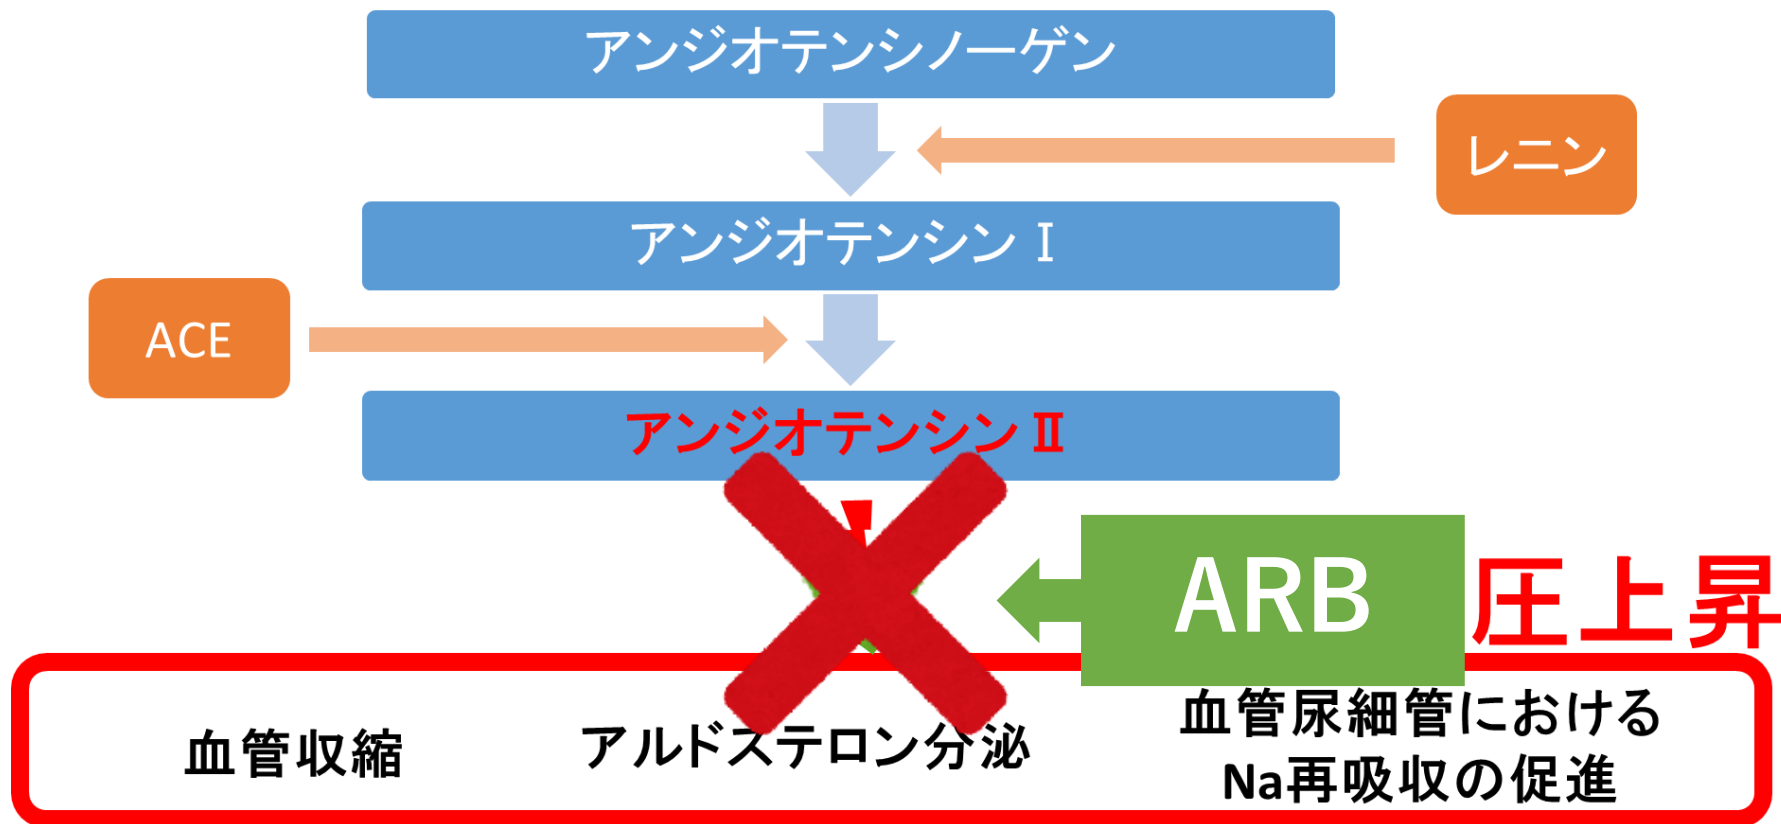 アンジオテンシノーゲン
レニン
アンジオテンシンⅠ
ACE
アンジオテンシンⅡ
ARB
圧上昇
血管収縮
アルドステロン分泌
血管尿細管における
Na再吸収の促進